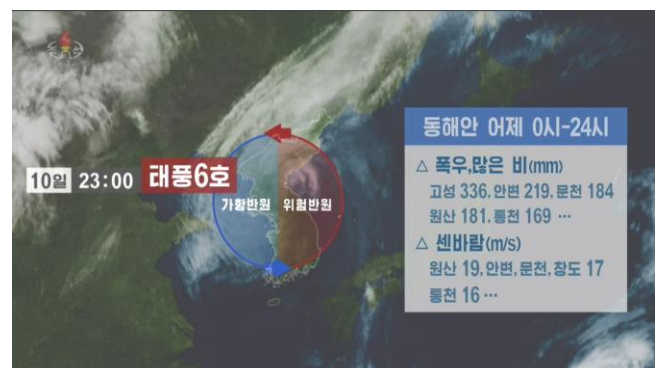 10일 23:00 태풍6호
가항반원 위험반원
동해안 어제 0시-24시
△ 폭우,많은 비(mm)
고성 336, 안변 219, 문천 184
원산 181, 통천 169 ···
△ 센바람(m/s)
원산 19, 안변, 문천, 창도 17
통천 16 ···